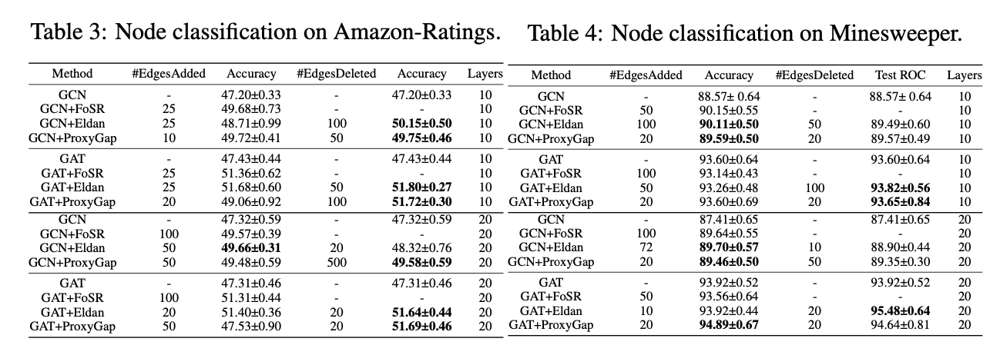 Table 3: Node classification on Amazon-Ratings.
Method #EdgesAdded Accuracy #EdgesDeleted Accuracy Layers
GCN - 47.20±0.33 - 47.20±0.33 10
GCN+FoSR 25 49.68±0.73 - - 10
GCN+Eldan 25 48.71±0.99 100 50.15±0.50 10
GCN+ProxyGap 10 49.72±0.41 50 49.75±0.46 10
GAT - 47.43±0.44 - 47.43±0.44 10
GAT+FoSR 25 51.36±0.62 - - 10
GAT+Eldan 25 51.68±0.60 50 51.80±0.27 10
GAT+ProxyGap 20 49.06±0.92 100 51.72±0.30 10
GCN - 47.32±0.59 - 47.32±0.59 20
GCN+FoSR 100 49.57±0.39 - - 20
GCN+Eldan 50 49.66±0.31 20 48.32±0.76 20
GCN+ProxyGap 50 49.48±0.59 500 49.58±0.59 20
GAT - 47.31±0.46 - 47.31±0.46 20
GAT+FoSR 100 51.31±0.44 - - 20
GAT+Eldan 20 51.40±0.36 20 51.64±0.44 20
GAT+ProxyGap 50 47.53±0.90 20 51.69±0.46 20
Table 4: Node classification on Minesweeper.
Method #EdgesAdded Accuracy #EdgesDeleted Test ROC Layers
GCN - 88.57± 0.64 - 88.57± 0.64 10
GCN+FoSR 50 90.15±0.55 - - 10
GCN+Eldan 100 90.11±0.50 50 89.49±0.60 10
GCN+ProxyGap 20 89.59±0.50 20 89.57±0.49 10
GAT - 93.60±0.64 - 93.60±0.64 10
GAT+FoSR 100 93.14±0.43 - - 10
GAT+Eldan 50 93.26±0.48 100 93.82±0.56 10
GAT+ProxyGap 20 93.60±0.69 20 93.65±0.84 10
GCN - 87.41±0.65 - 87.41±0.65 20
GCN+FoSR 100 89.64±0.55 - - 20
GCN+Eldan 72 89.70±0.57 10 88.90±0.44 20
GCN+ProxyGap 20 89.46±0.50 50 89.35±0.30 20
GAT - 93.92±0.52 - 93.92±0.52 20
GAT+FoSR 50 93.56±0.64 - - 20
GAT+Eldan 10 93.92±0.44 20 95.48±0.64 20
GAT+ProxyGap 20 94.89±0.67 20 94.64±0.81 20